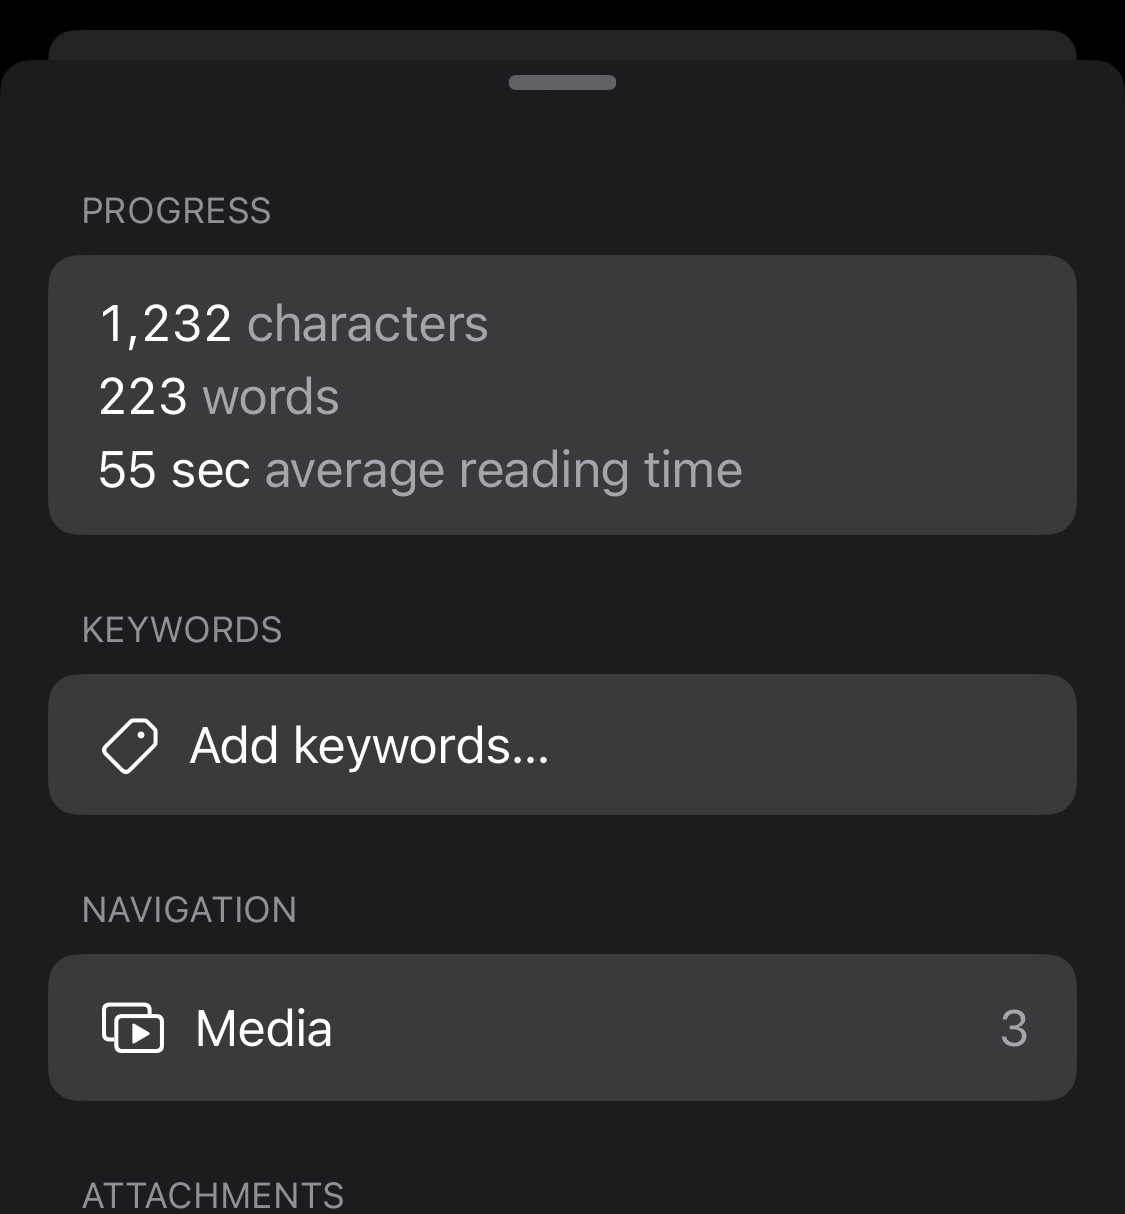 PROGRESS
1,232 characters
223 words
55 sec average reading time
KEYWORDS
Add keywords...
NAVIGATION
Media 3
ATTACHMENTS